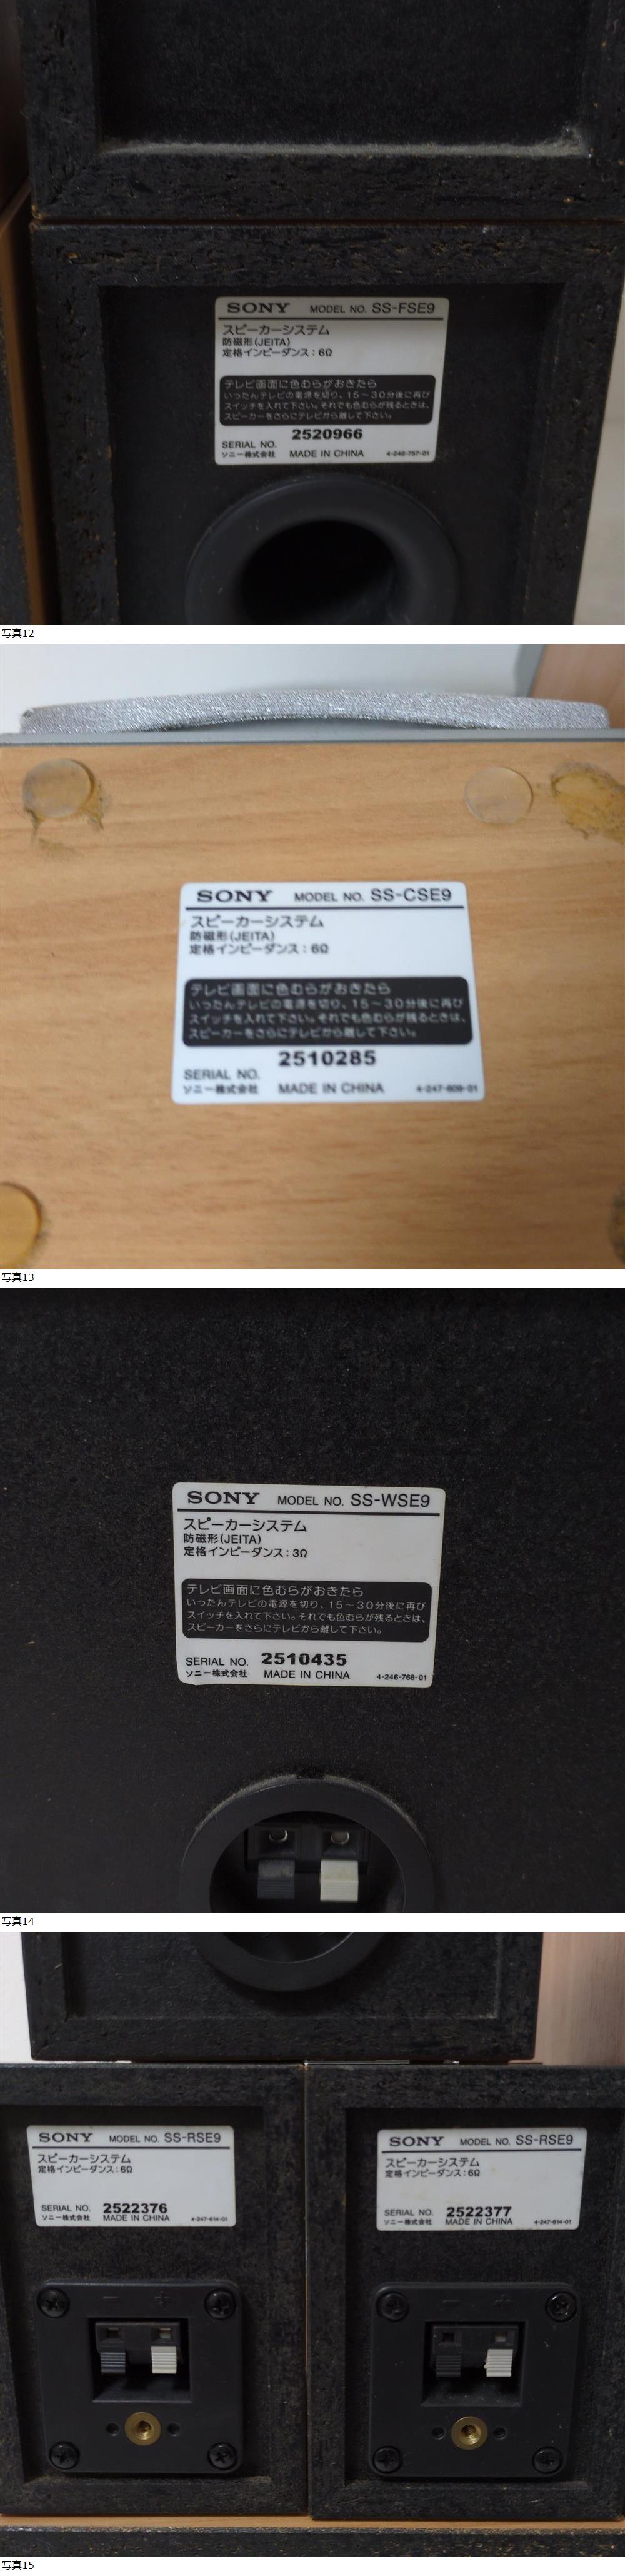 SONY MODEL NO. SS-FSE9
スピーカーシステム
防磁形(JEITA)
定格インピーダンス：6Ω
テレビ画面に色むらがおきたら
いったんテレビの電源を切り、15～30分後に再び
スイッチを入れて下さい。それでも色むらが残るときは、
スピーカーをさらにテレビから離して下さい。
SERIAL NO. 2520966
ソニー株式会社 MADE IN CHINA 4-246-767-01
写真12
SONY MODEL NO. SS-CSE9
スピーカーシステム
防磁形(JEITA)
定格インピーダンス：6Ω
テレビ画面に色むらがおきたら
いったんテレビの電源を切り、15～30分後に再び
スイッチを入れて下さい。それでも色むらが残るときは、
スピーカーをさらにテレビから離して下さい。
SERIAL NO. 2510285
ソニー株式会社 MADE IN CHINA
写真13
SONY MODEL NO. SS-WSE9
スピーカーシステム
防磁形(JEITA)
定格インピーダンス：3Ω
テレビ画面に色むらがおきたら
いったんテレビの電源を切り、15～30分後に再び
スイッチを入れて下さい。それでも色むらが残るときは、
スピーカーをさらにテレビから離して下さい。
SERIAL NO. 2510435
ソニー株式会社 MADE IN CHINA 4-246-768-01
写真14
SONY MODEL NO. SS-RSE9
スピーカーシステム
定格インピーダンス：6Ω
SERIAL NO. 2522376
ソニー株式会社 MADE IN CHINA 4-247-614-01
SONY MODEL NO. SS-RSE9
スピーカーシステム
定格インピーダンス：6Ω
SERIAL NO. 2522377
ソニー株式会社 MADE IN CHINA 4-247-614-01
－ ＋
－ ＋
写真15